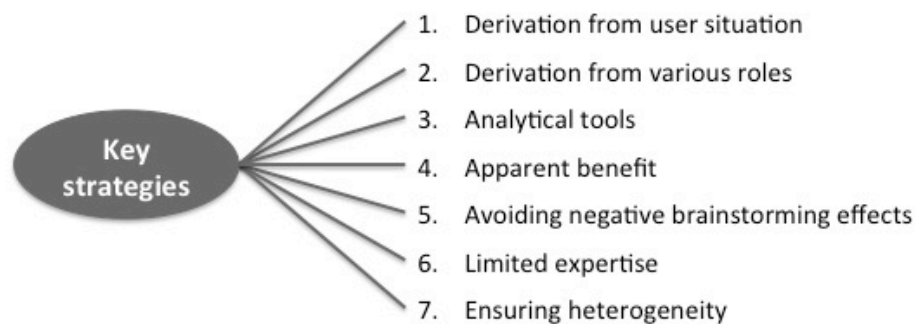 Key
strategies
1. Derivation from user situation
2. Derivation from various roles
3. Analytical tools
4. Apparent benefit
5. Avoiding negative brainstorming effects
6. Limited expertise
7. Ensuring heterogeneity